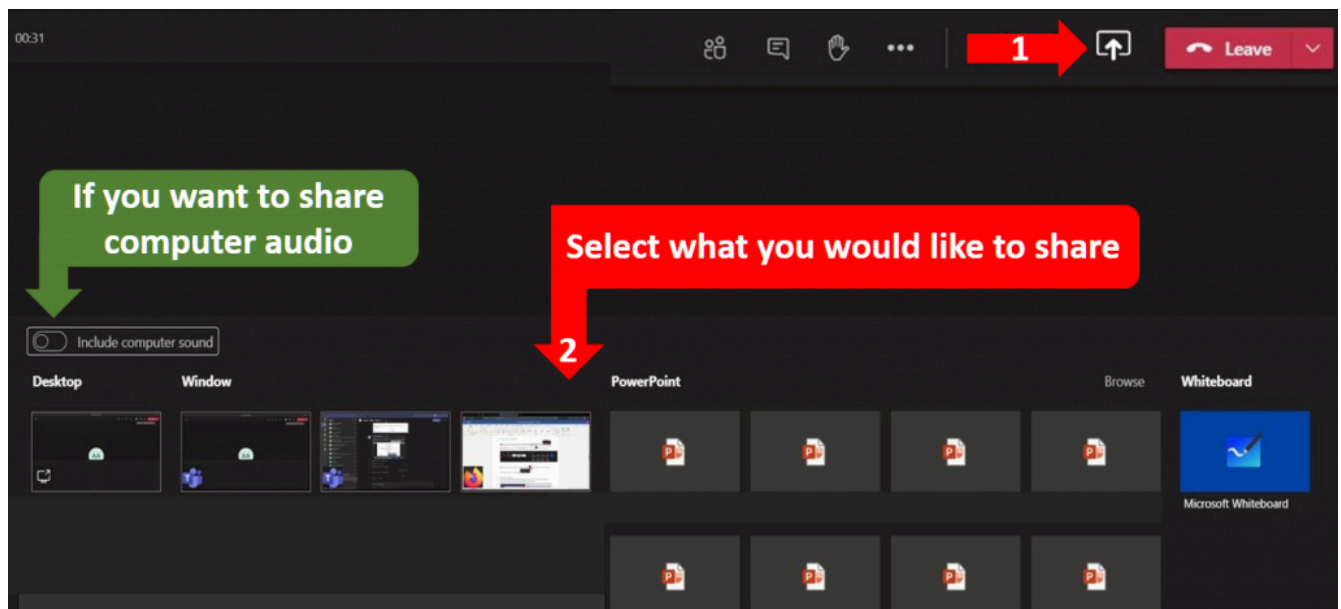 00:31
1
Leave
If you want to share
computer audio
Select what you would like to share
2
Include computer sound
Desktop
Window
PowerPoint
Browse
Whiteboard
Microsoft Whiteboard